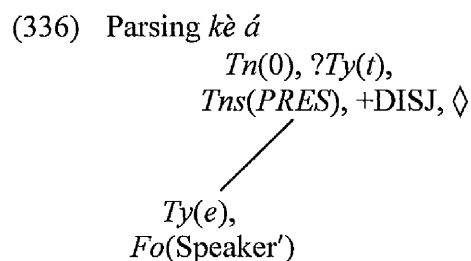 (336) Parsing kè á
Tn(0), ?Ty(t),
Tns(PRES), +DISJ, ◊
Ty(e),
Fo(Speaker′)